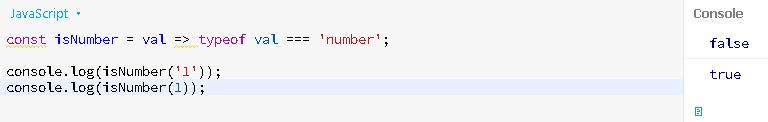 JavaScript
const isNumber = val => typeof val === 'number';
console.log(isNumber('1'));
console.log(isNumber(1));
Console
false
true